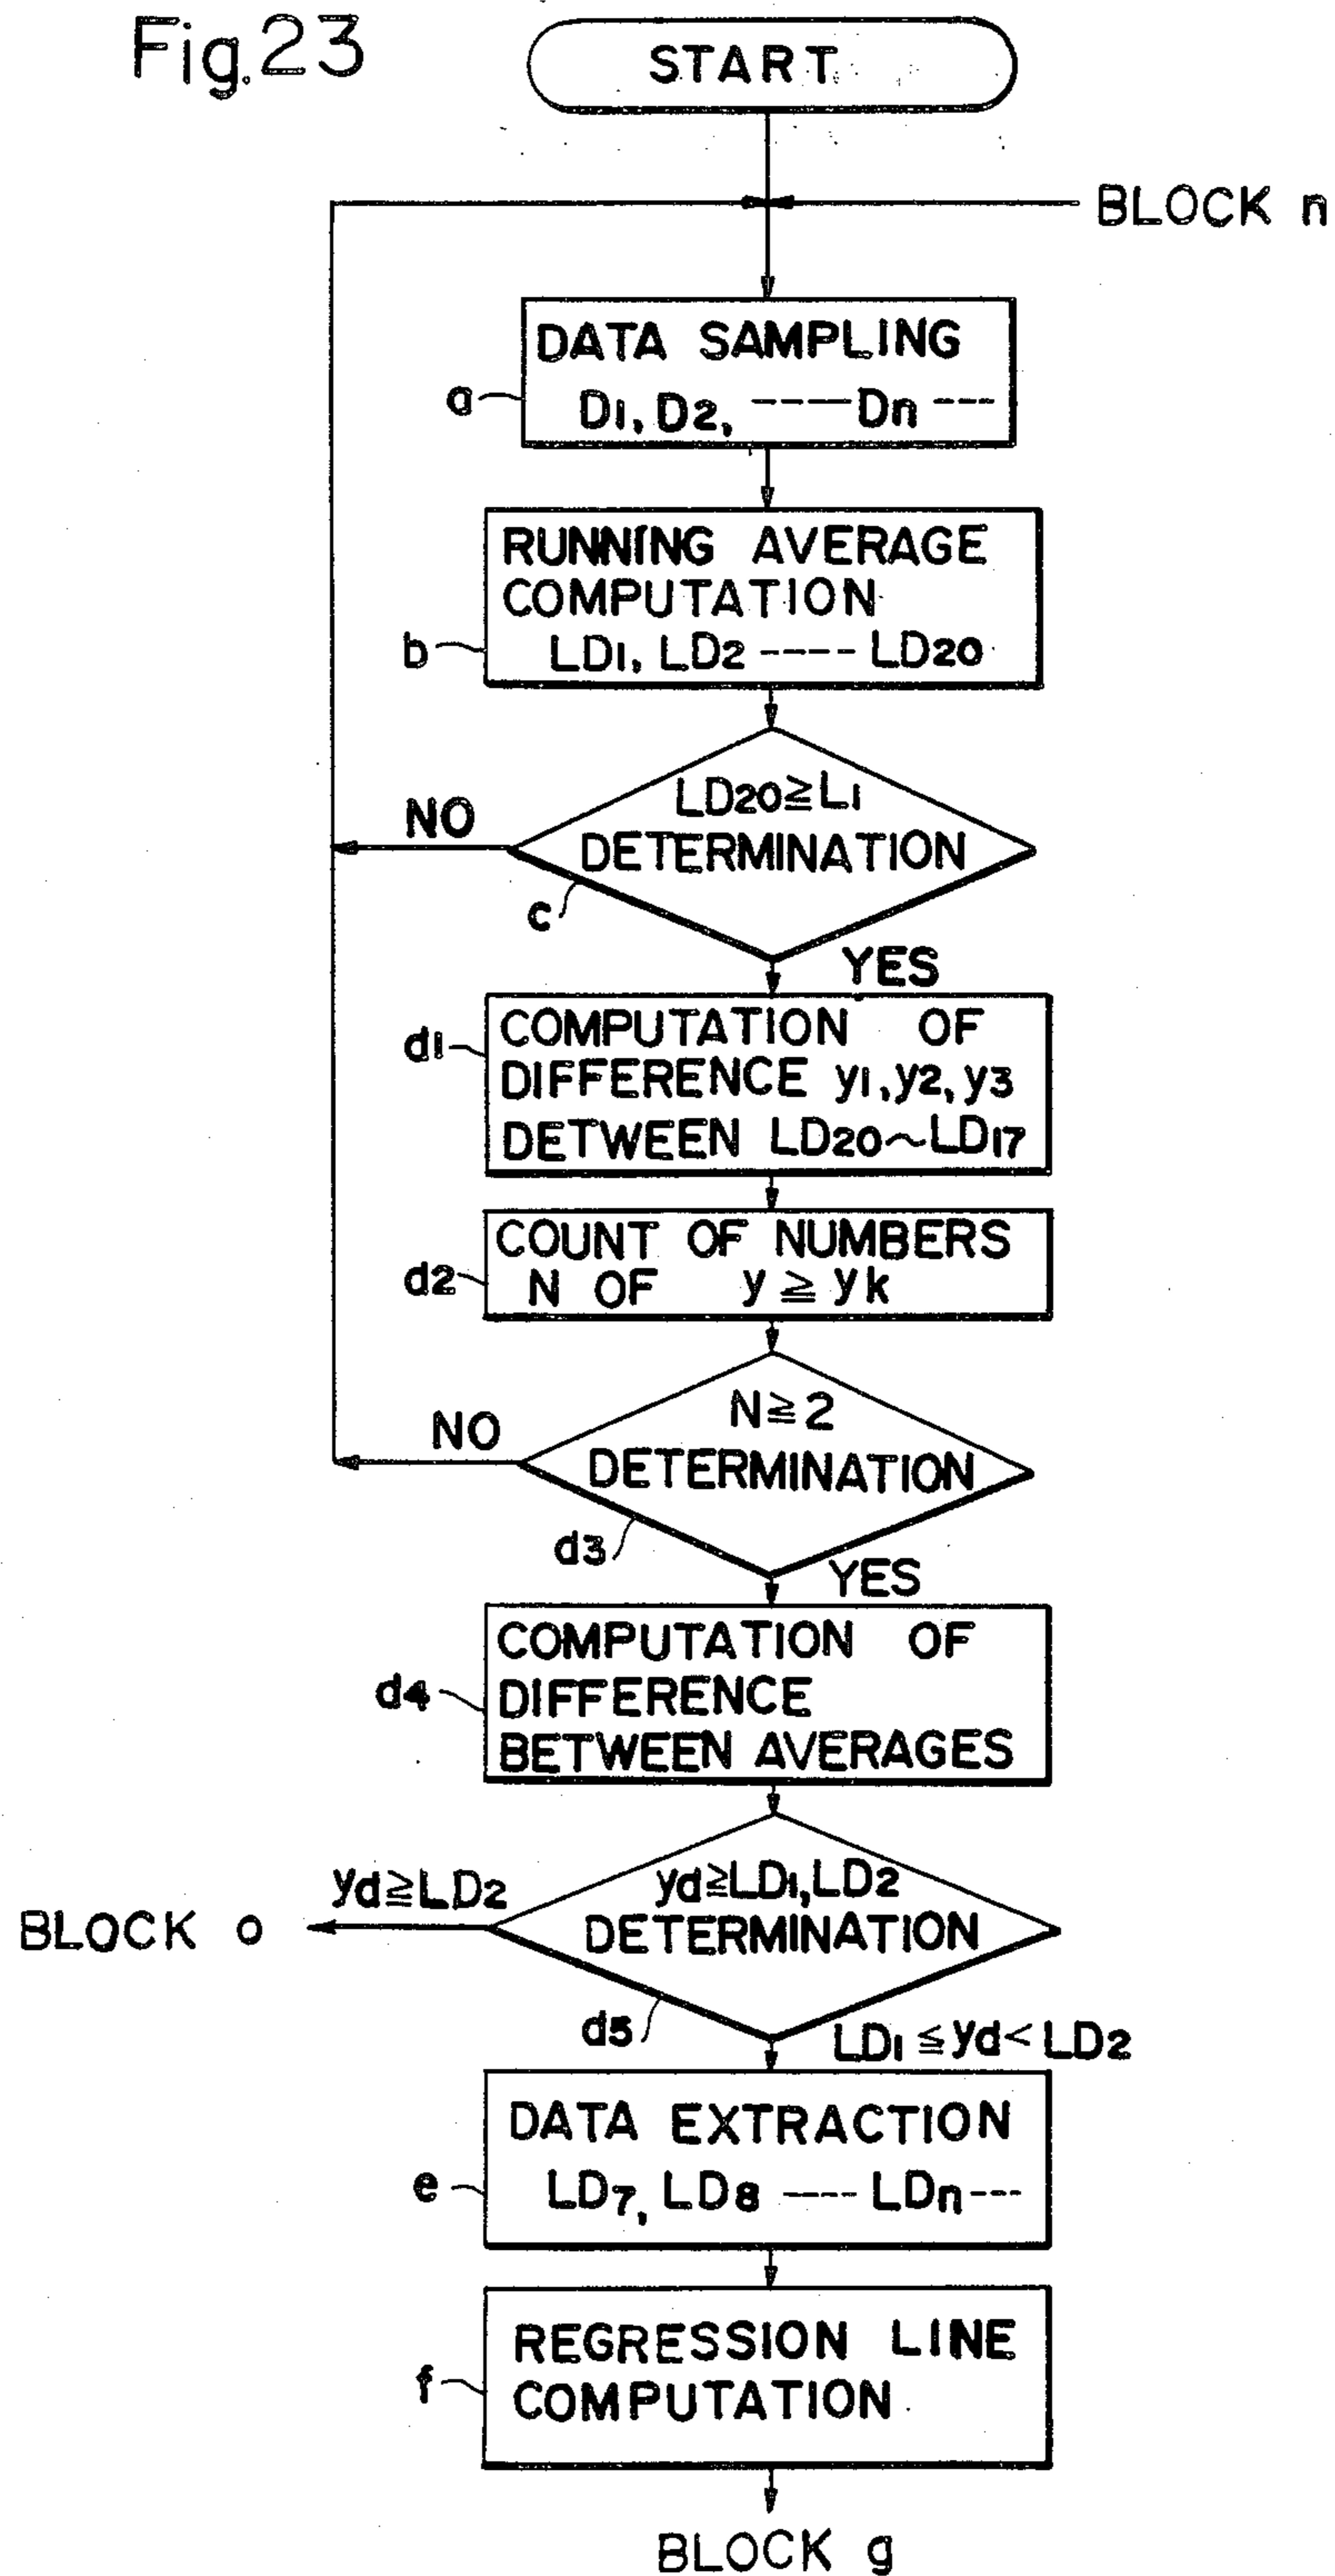 Fig.23
START
BLOCK n
DATA SAMPLING
a
D1, D2, ----Dn ---
RUNNING AVERAGE
COMPUTATION
b
LD1, LD2 ---- LD20
LD20≧L1
NO
DETERMINATION
c
YES
d1
COMPUTATION OF
DIFFERENCE y1,y2,y3
DETWEEN LD20~LD17
COUNT OF NUMBERS
d2
N OF y ≧ yk
N≧2
NO
DETERMINATION
d3
YES
COMPUTATION OF
d4
DIFFERENCE
BETWEEN AVERAGES
yd≧LD2
yd≧LD1,LD2
BLOCK o
DETERMINATION
d5
LD1 ≦yd< LD2
DATA EXTRACTION
e
LD7, LD8 ---- LDn---
REGRESSION LINE
f
COMPUTATION
BLOCK g